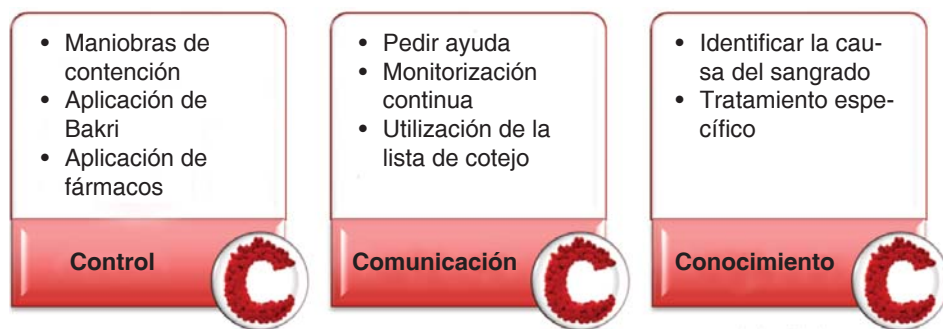 • Maniobras de
contención
• Aplicación de
Bakri
• Aplicación de
fármacos
Control
C
• Pedir ayuda
• Monitorización
continua
• Utilización de la
lista de cotejo
Comunicación
C
• Identificar la cau-
sa del sangrado
• Tratamiento espe-
cífico
Conocimiento
C